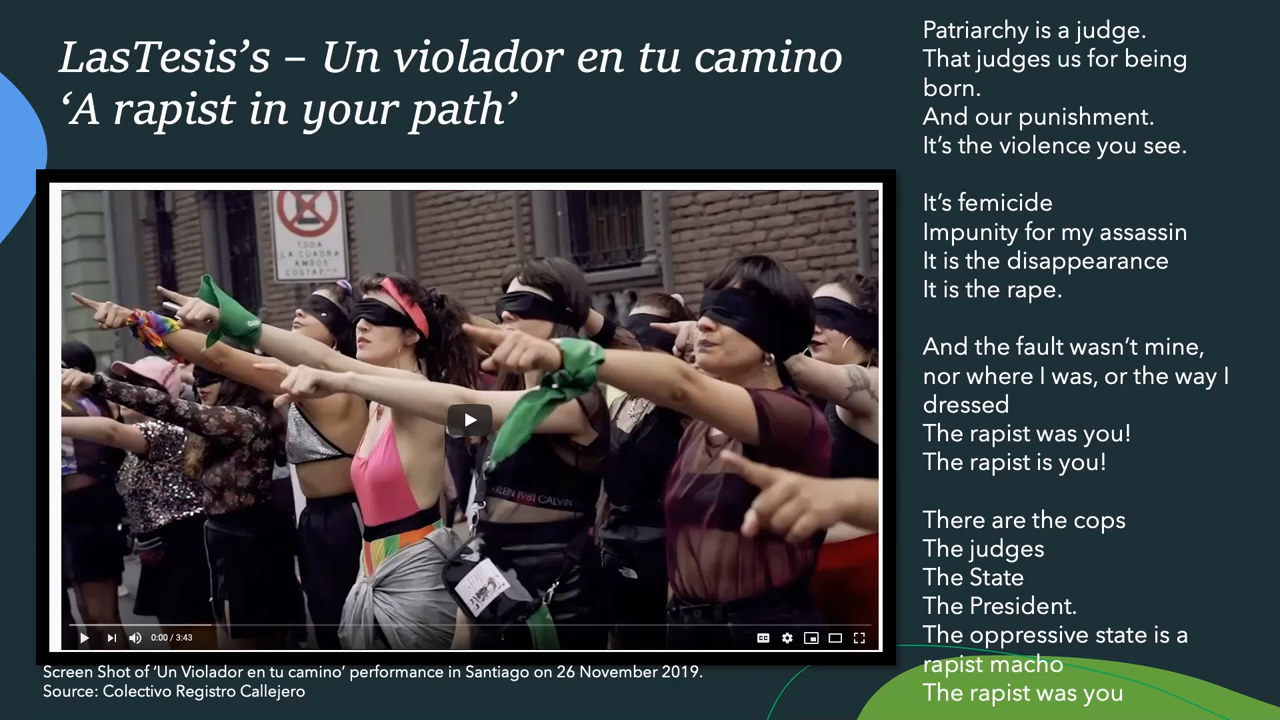 LasTesis’s – Un violador en tu camino
‘A rapist in your path’
TODA
LA CUADRA
AMBOS
COSTADOS
KLEIN 1981 CALVIN
0:00 / 3:43
CC
Screen Shot of ‘Un Violador en tu camino’ performance in Santiago on 26 November 2019.
Source: Colectivo Registro Callejero
Patriarchy is a judge.
That judges us for being
born.
And our punishment.
It’s the violence you see.
It’s femicide
Impunity for my assassin
It is the disappearance
It is the rape.
And the fault wasn’t mine,
nor where I was, or the way I
dressed
The rapist was you!
The rapist is you!
There are the cops
The judges
The State
The President.
The oppressive state is a
rapist macho
The rapist was you